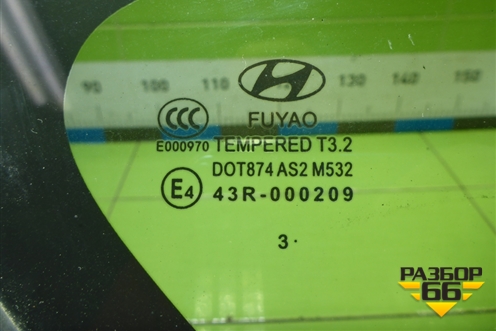 90 100 110 130 140 150
FUYAO
CCC
E000970 TEMPERED T3.2
DOT874 AS2 M532
E4 43R-000209
3·
РАЗБОР
66